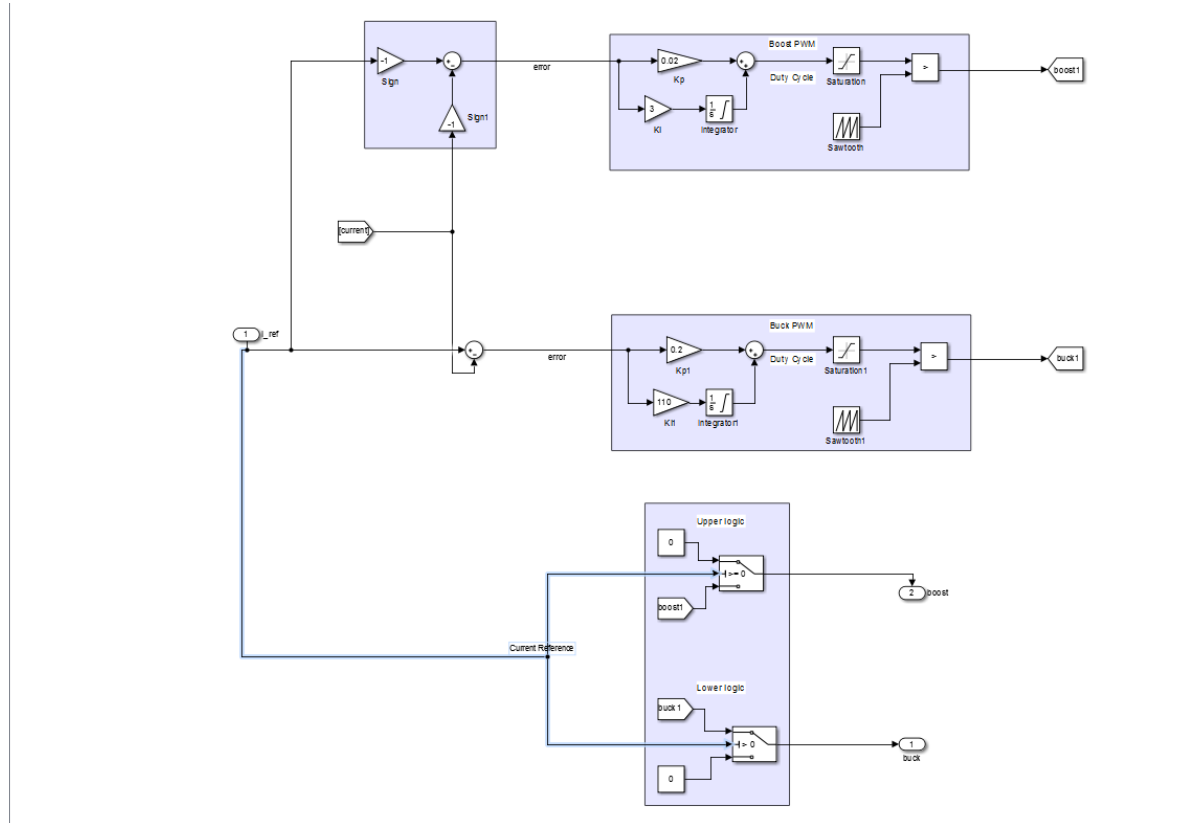 -1
Sign
-1
Sign1
error
0.02
Kp
3
KI
1
s
Integrator
Boost PWM
Duty Cycle
Saturation
Sawtooth
>
boost1
[current]
1
i_ref
error
0.2
Kp1
110
KI1
1
s
Integrator1
Buck PWM
Duty Cycle
Saturation1
Sawtooth1
>
buck1
Upper logic
0
>= 0
boost1
2
boost
Current Reference
Lower logic
buck1
> 0
0
1
buck